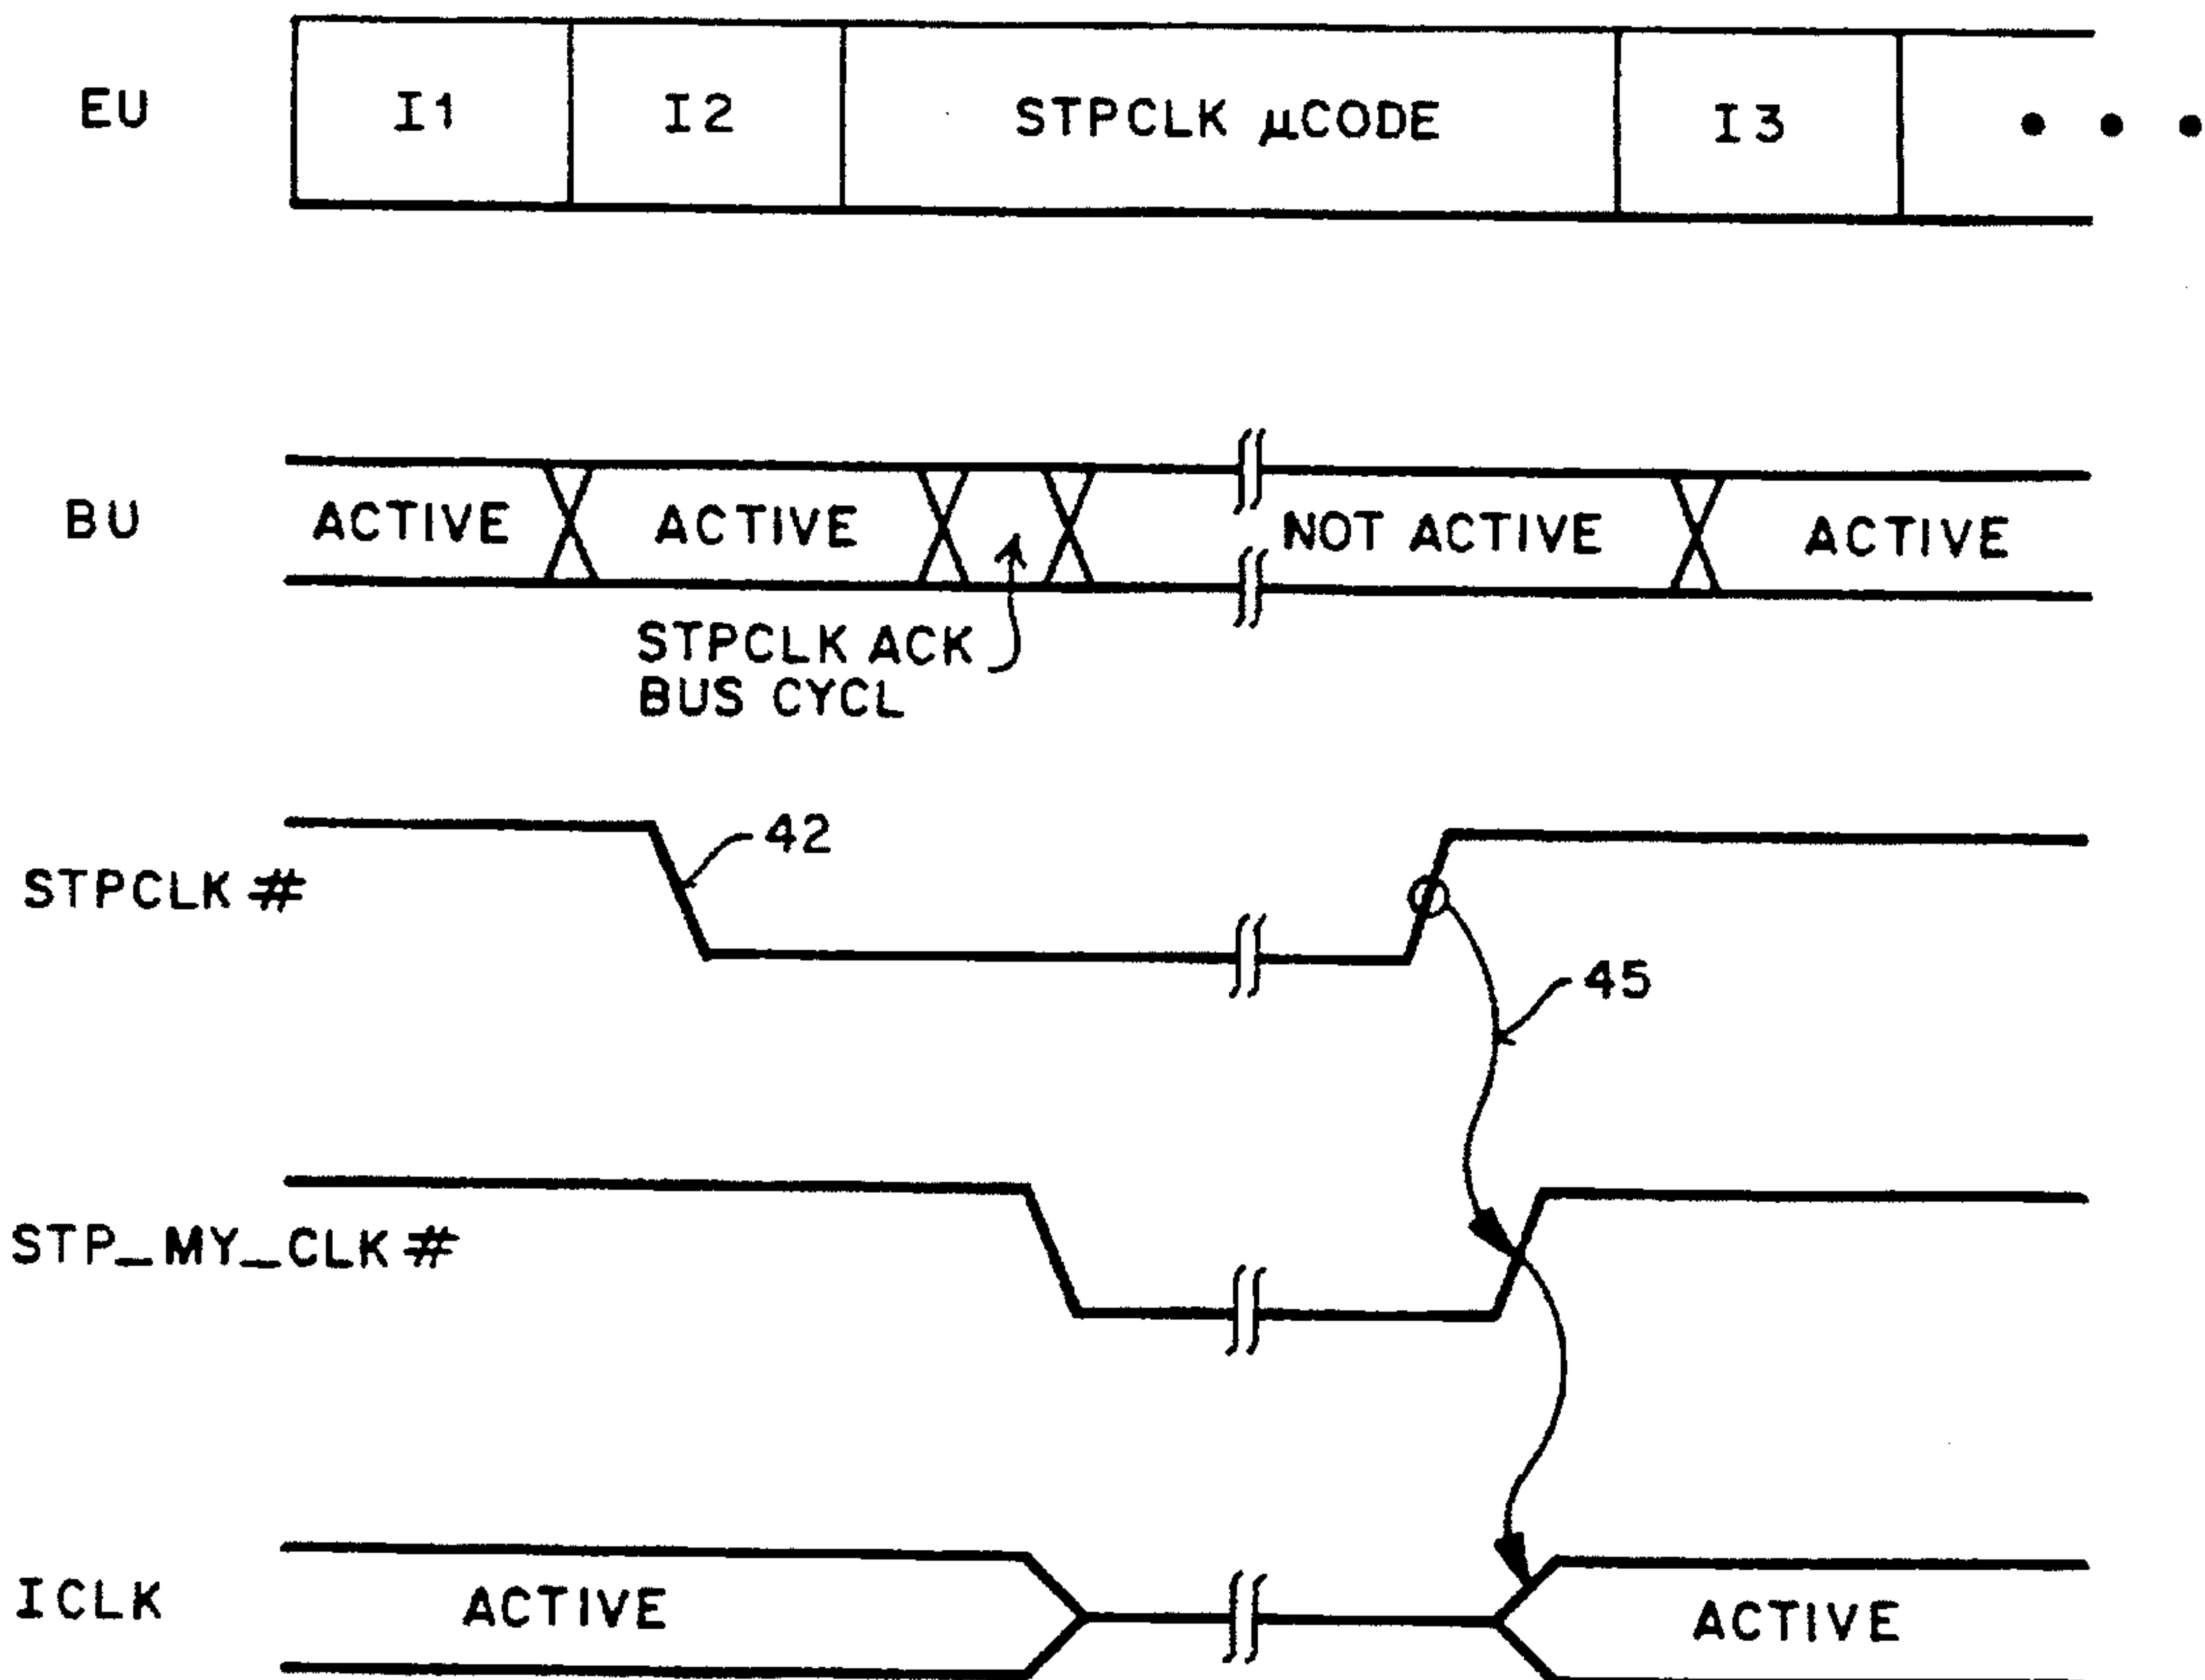 EU I1 I2 STPCLK µCODE I3 • • •
BU ACTIVE ACTIVE NOT ACTIVE ACTIVE
STPCLK ACK
BUS CYCL
42
STPCLK#
45
STP_MY_CLK#
ICLK ACTIVE ACTIVE